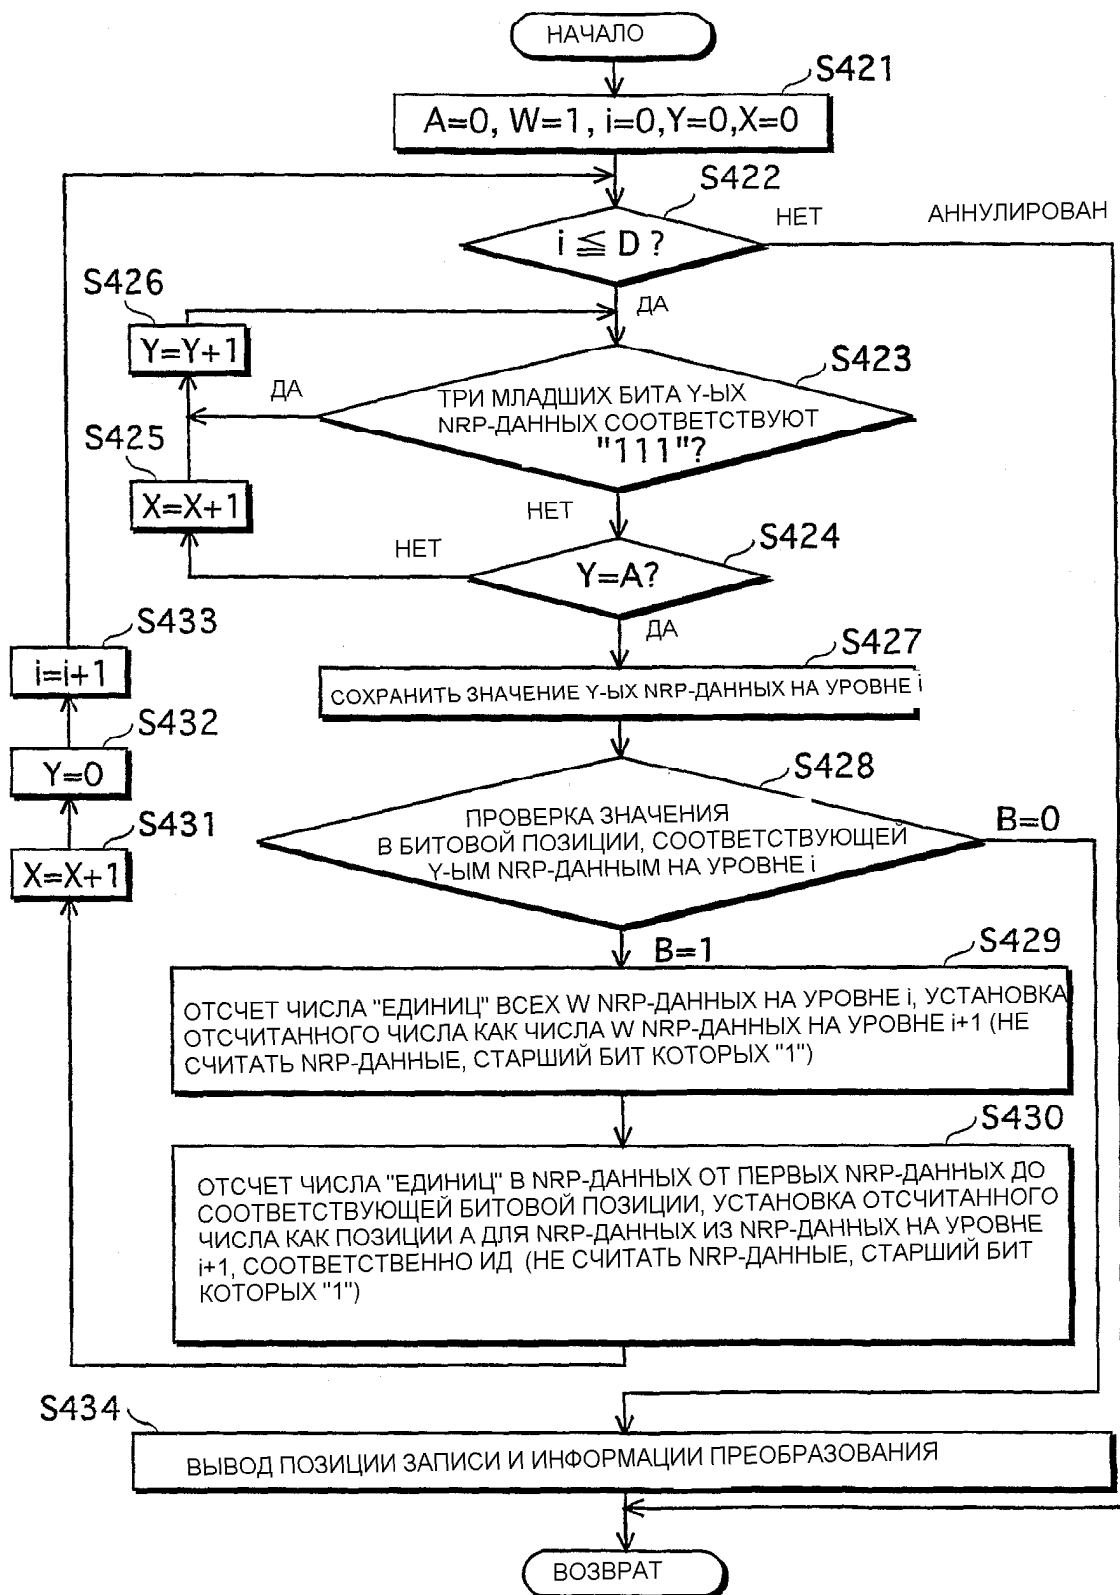 НАЧАЛО
S421
A=0, W=1, i=0,Y=0,X=0
S422
i ≦ D ?
НЕТ
АННУЛИРОВАН
ДА
S426
Y=Y+1
S423
ТРИ МЛАДШИХ БИТА Y-ЫХ
NRP-ДАННЫХ СООТВЕТСТВУЮТ
"111"?
ДА
S425
X=X+1
НЕТ
S424
Y=A?
НЕТ
ДА
S427
СОХРАНИТЬ ЗНАЧЕНИЕ Y-ЫХ NRP-ДАННЫХ НА УРОВНЕ i
S433
i=i+1
S432
Y=0
S431
X=X+1
S428
ПРОВЕРКА ЗНАЧЕНИЯ
В БИТОВОЙ ПОЗИЦИИ, СООТВЕТСТВУЮЩЕЙ
Y-ЫМ NRP-ДАННЫМ НА УРОВНЕ i
B=0
B=1
S429
ОТСЧЕТ ЧИСЛА "ЕДИНИЦ" ВСЕХ W NRP-ДАННЫХ НА УРОВНЕ i, УСТАНОВКА
ОТСЧИТАННОГО ЧИСЛА КАК ЧИСЛА W NRP-ДАННЫХ НА УРОВНЕ i+1 (НЕ
СЧИТАТЬ NRP-ДАННЫЕ, СТАРШИЙ БИТ КОТОРЫХ "1")
S430
ОТСЧЕТ ЧИСЛА "ЕДИНИЦ" В NRP-ДАННЫХ ОТ ПЕРВЫХ NRP-ДАННЫХ ДО
СООТВЕТСТВУЮЩЕЙ БИТОВОЙ ПОЗИЦИИ, УСТАНОВКА ОТСЧИТАННОГО
ЧИСЛА КАК ПОЗИЦИИ А ДЛЯ NRP-ДАННЫХ ИЗ NRP-ДАННЫХ НА УРОВНЕ
i+1, СООТВЕТСТВЕННО ИД (НЕ СЧИТАТЬ NRP-ДАННЫЕ, СТАРШИЙ БИТ
КОТОРЫХ "1")
S434
ВЫВОД ПОЗИЦИИ ЗАПИСИ И ИНФОРМАЦИИ ПРЕОБРАЗОВАНИЯ
ВОЗВРАТ